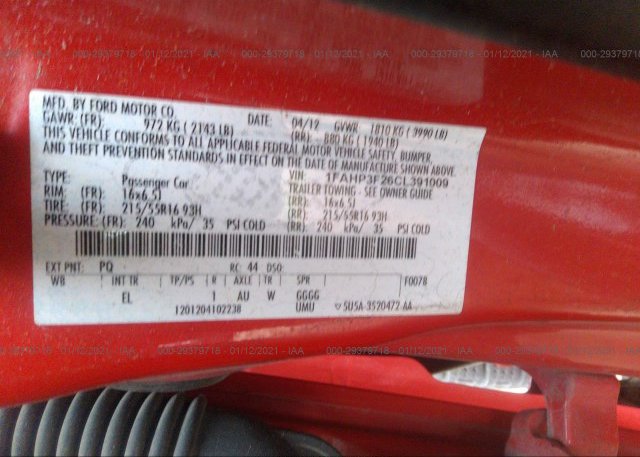 000-29379718 - 01/12/2021 - IAA
MFD. BY FORD MOTOR CO.
DATE: 04/12 GVWR: 1810 KG ( 3990 LB)
GAWR: (FR): 972 KG ( 2143 LB) (RR): 880 KG ( 1940 LB)
THIS VEHICLE CONFORMS TO ALL APPLICABLE FEDERAL MOTOR VEHICLE SAFETY, BUMPER,
AND THEFT PREVENTION STANDARDS IN EFFECT ON THE DATE OF MANUFACTURE SHOWN ABOVE.
VIN: 1FAHP3F26CL391009
TYPE: Passenger Car TRAILER TOWING - SEE OWNER GUIDE
RIM: (FR): 16x6.5J (RR): 16x6.5J
TIRE: (FR): 215/55R16 93H (RR): 215/55R16 93H
PRESSURE: (FR): 240 kPa/ 35 PSI COLD (RR): 240 kPa/ 35 PSI COLD
EXT PNT: PQ RC: 44 DSO:
WB INT TR TP/PS R AXLE TR SPR F0078
EL 1 AU W GGGG
1201204102238 UMU SU5A-3520472 AA